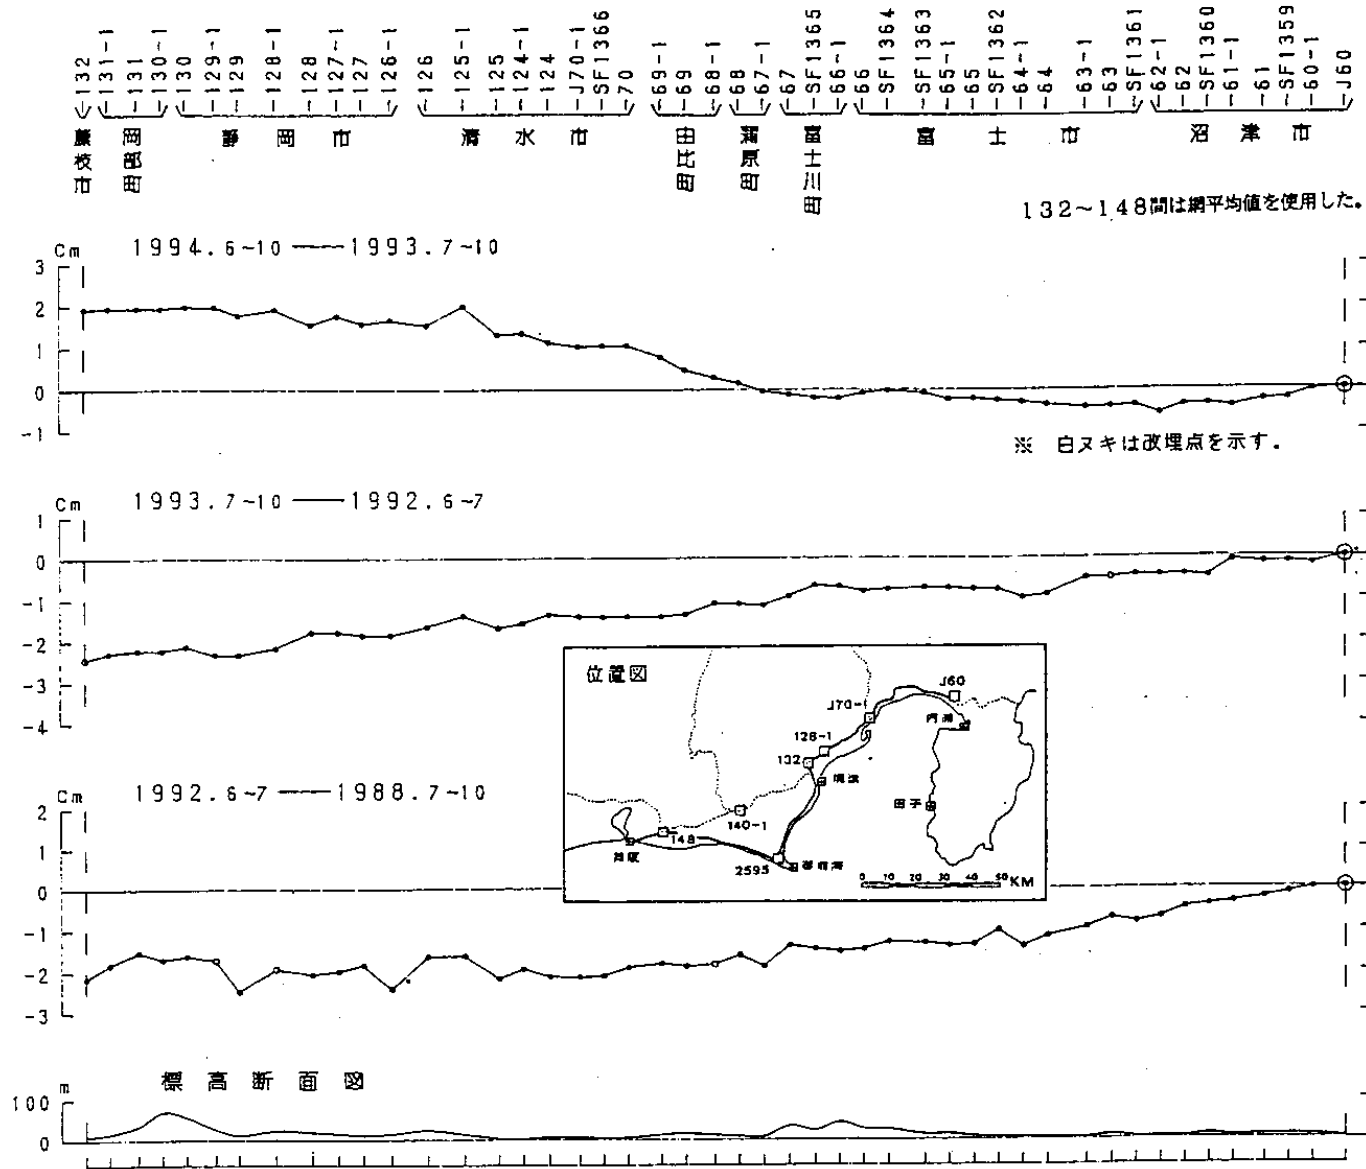 132
131-1
131
130-1
130
129-1
129
128-1
128
127-1
127
126-1
126
125-1
125
124-1
124
J70-1
SF1366
70
69-1
69
68-1
68
67-1
67
SF1365
66-1
66
SF1364
SF1363
65-1
65
SF1362
64-1
64
63-1
63
SF1361
62-1
62
SF1360
61-1
61
SF1359
60-1
J60
藤枝市
岡部町
静岡市
清水市
由比町
蒲原町
富士川町
富士市
沼津市
132~148間は網平均値を使用した。
Cm 1994.6~10 — 1993.7~10
3
2
1
0
-1
※ 白ヌキは改埋点を示す。
Cm 1993.7~10 — 1992.6~7
1
0
-1
-2
-3
-4
位置図
J60
J70-1
内浦
128-1
132
焼津
田子
140-1
148
舞阪
2595
御前崎
0 10 20 30 40 50 KM
Cm 1992.6~7 — 1988.7~10
2
1
0
-1
-2
-3
m 標高断面図
100
0